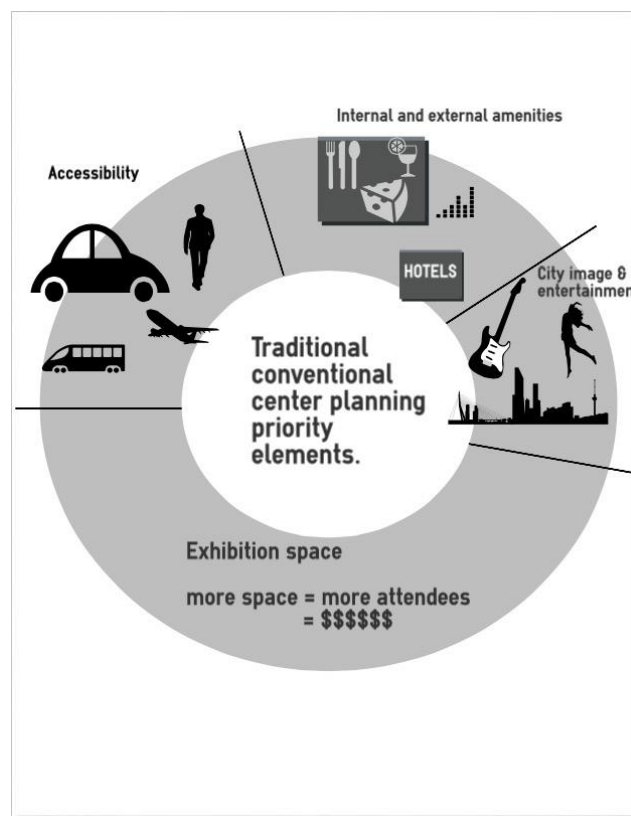 Internal and external amenities
Accessibility
HOTELS
City image &
entertainmen
Traditional
conventional
center planning
priority
elements.
Exhibition space
more space = more attendees
= $$$$$$